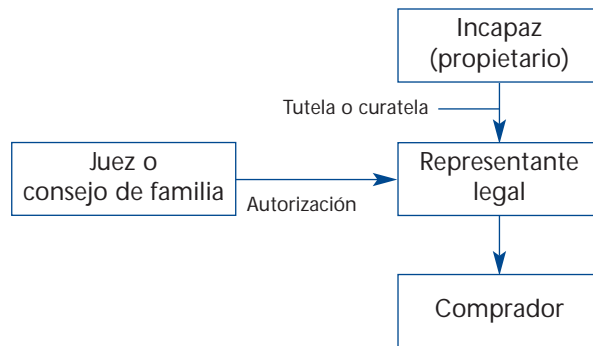 Incapaz
(propietario)
Tutela o curatela
Juez o
consejo de familia
Autorización
Representante
legal
Comprador